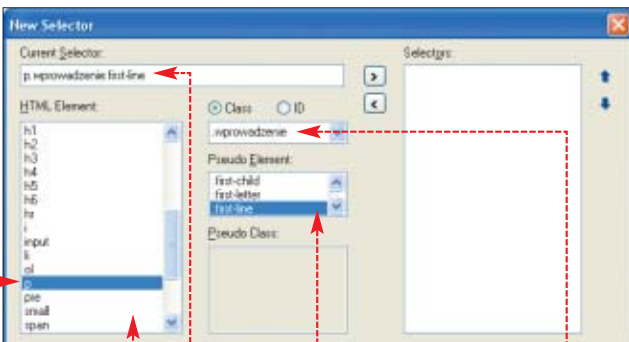 New Selector
Current Selector:
p.wprowadzenie:first-line
Selectors:
HTML Element:
Class
ID
.wprowadzenie
Pseudo Element:
first-child
first-letter
first-line
Pseudo Class:
h1
h2
h3
h4
h5
h6
hr
i
input
li
ol
p
pre
small
span